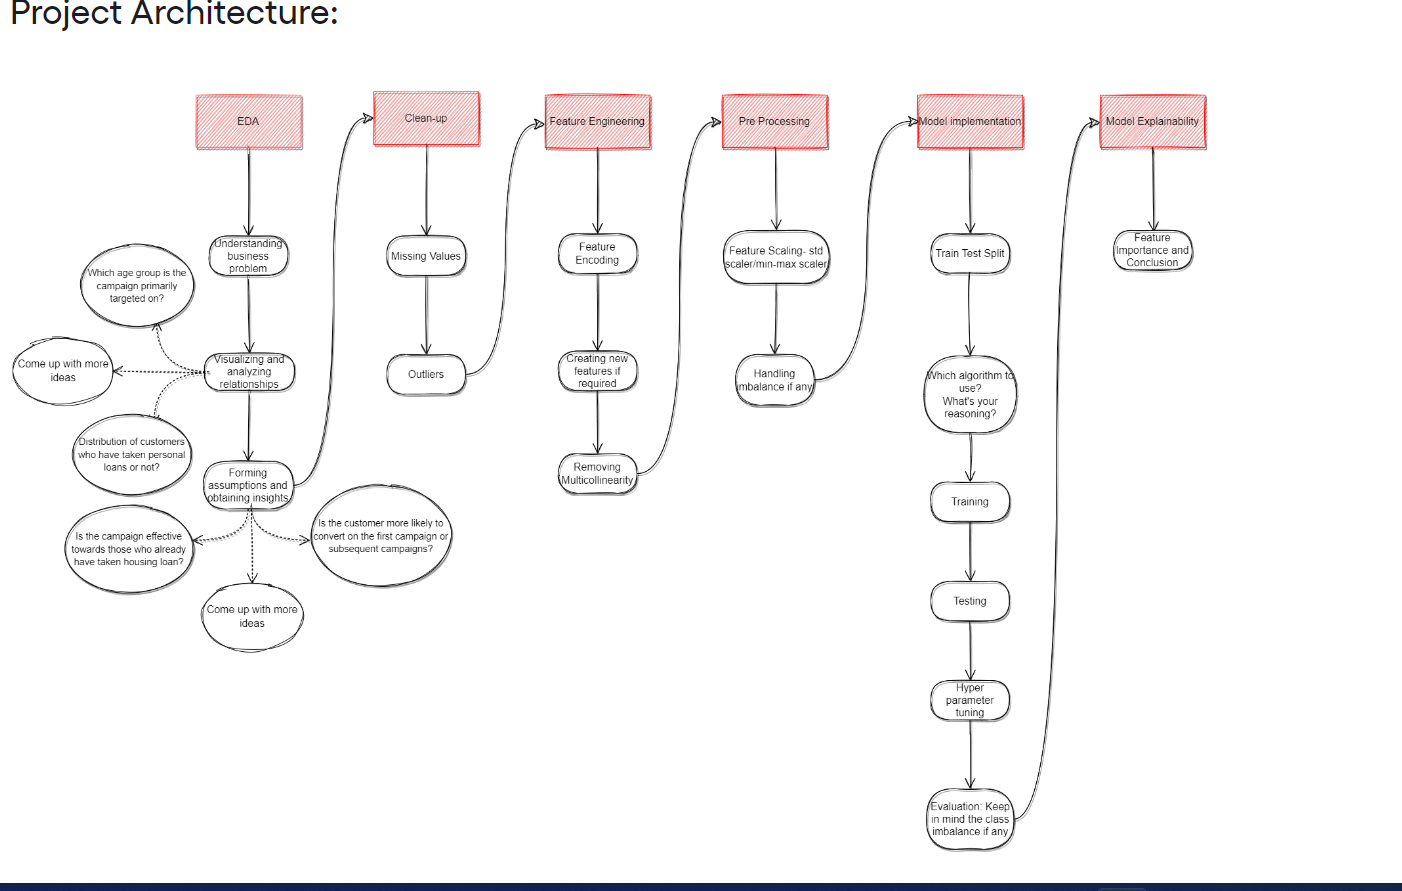 Project Architecture:
EDA
Understanding
business
problem
Visualizing and
analyzing
relationships
Which age group is the
campaign primarily
targeted on?
Come up with more
ideas
Distribution of customers
who have taken personal
loans or not?
Forming
assumptions and
obtaining insights
Is the campaign effective
towards those who already
have taken housing loan?
Come up with more
ideas
Is the customer more likely to
convert on the first campaign or
subsequent campaigns?
Clean-up
Missing Values
Outliers
Feature Engineering
Feature
Encoding
Creating new
features if
required
Removing
Multicollinearity
Pre Processing
Feature Scaling- std
scaler/min-max scaler
Handling
imbalance if any
Model implementation
Train Test Split
Which algorithm to
use?
What's your
reasoning?
Training
Testing
Hyper
parameter
tuning
Evaluation: Keep
in mind the class
imbalance if any
Model Explainability
Feature
Importance and
Conclusion